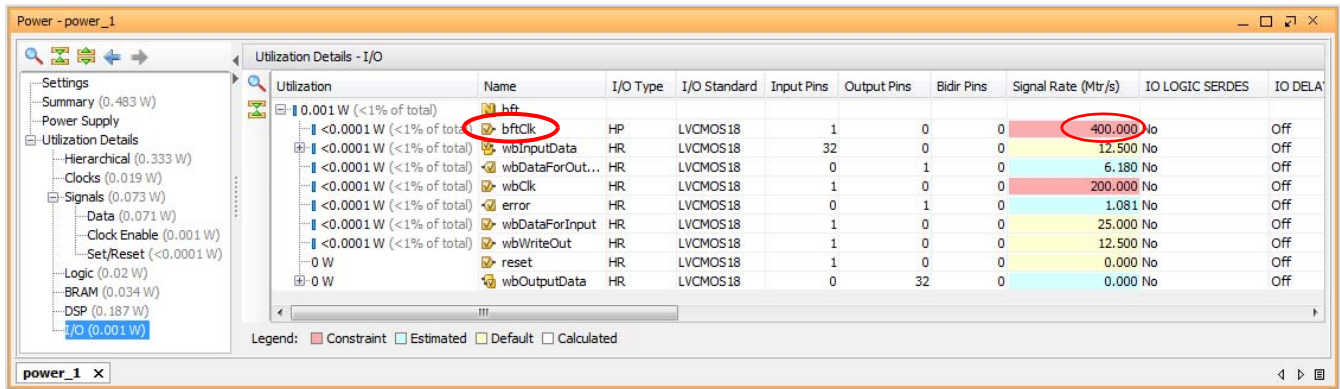 Power - power_1
Utilization Details - I/O
Settings
Summary (0.483 W)
Power Supply
Utilization Details
Hierarchical (0.333 W)
Clocks (0.019 W)
Signals (0.073 W)
Data (0.071 W)
Clock Enable (0.001 W)
Set/Reset (<0.0001 W)
Logic (0.02 W)
BRAM (0.034 W)
DSP (0.187 W)
I/O (0.001 W)
Utilization Name I/O Type I/O Standard Input Pins Output Pins Bidir Pins Signal Rate (Mtr/s) IO LOGIC SERDES IO DELA
0.001 W (<1% of total) bft
<0.0001 W (<1% of total) bftClk HP LVCMOS18 1 0 0 400.000 No Off
<0.0001 W (<1% of total) wbInputData HR LVCMOS18 32 0 0 12.500 No Off
<0.0001 W (<1% of total) wbDataForOut... HR LVCMOS18 0 1 0 6.180 No Off
<0.0001 W (<1% of total) wbClk HR LVCMOS18 1 0 0 200.000 No Off
<0.0001 W (<1% of total) error HR LVCMOS18 0 1 0 1.081 No Off
<0.0001 W (<1% of total) wbDataForInput HR LVCMOS18 1 0 0 25.000 No Off
<0.0001 W (<1% of total) wbWriteOut HR LVCMOS18 1 0 0 12.500 No Off
0 W reset HR LVCMOS18 1 0 0 0.000 No Off
0 W wbOutputData HR LVCMOS18 0 32 0 0.000 No Off
Legend: Constraint Estimated Default Calculated
power_1